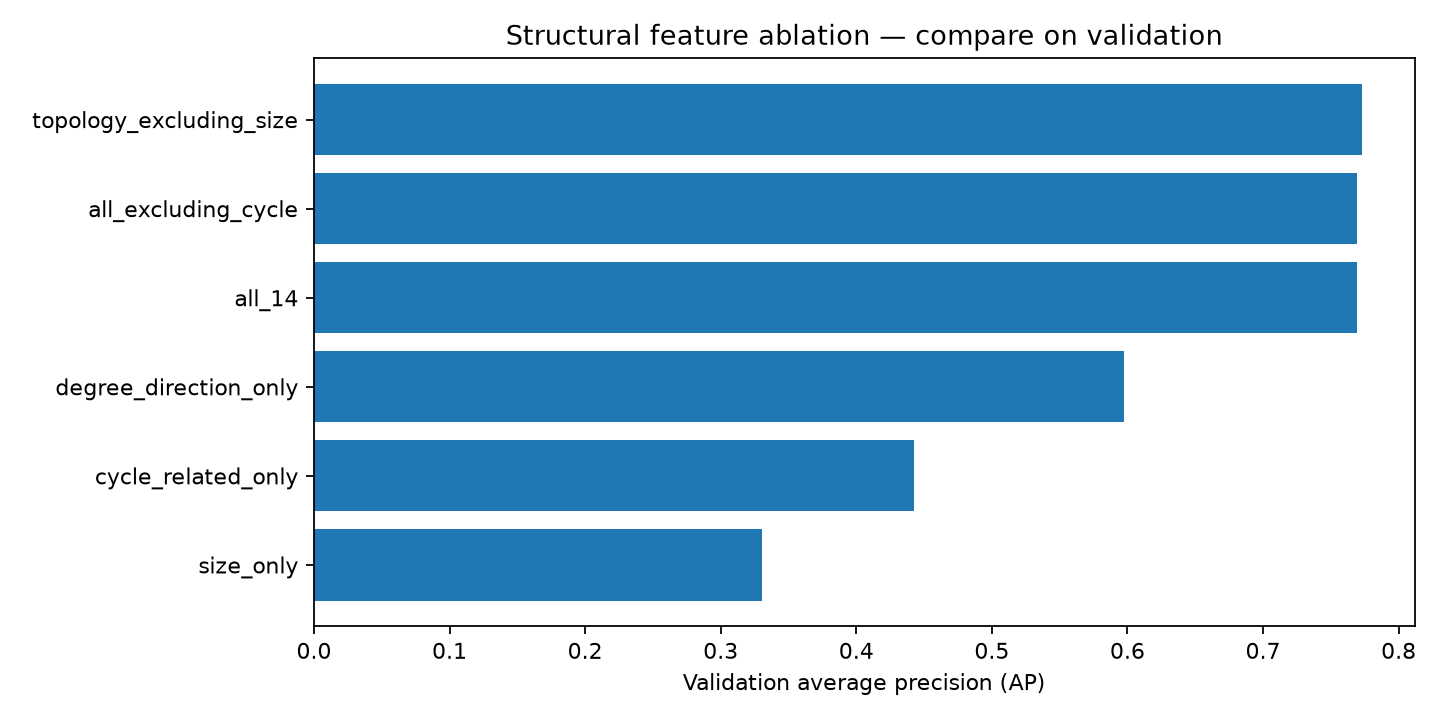 Structural feature ablation — compare on validation
topology_excluding_size
all_excluding_cycle
all_14
degree_direction_only
cycle_related_only
size_only
0.0 0.1 0.2 0.3 0.4 0.5 0.6 0.7 0.8
Validation average precision (AP)